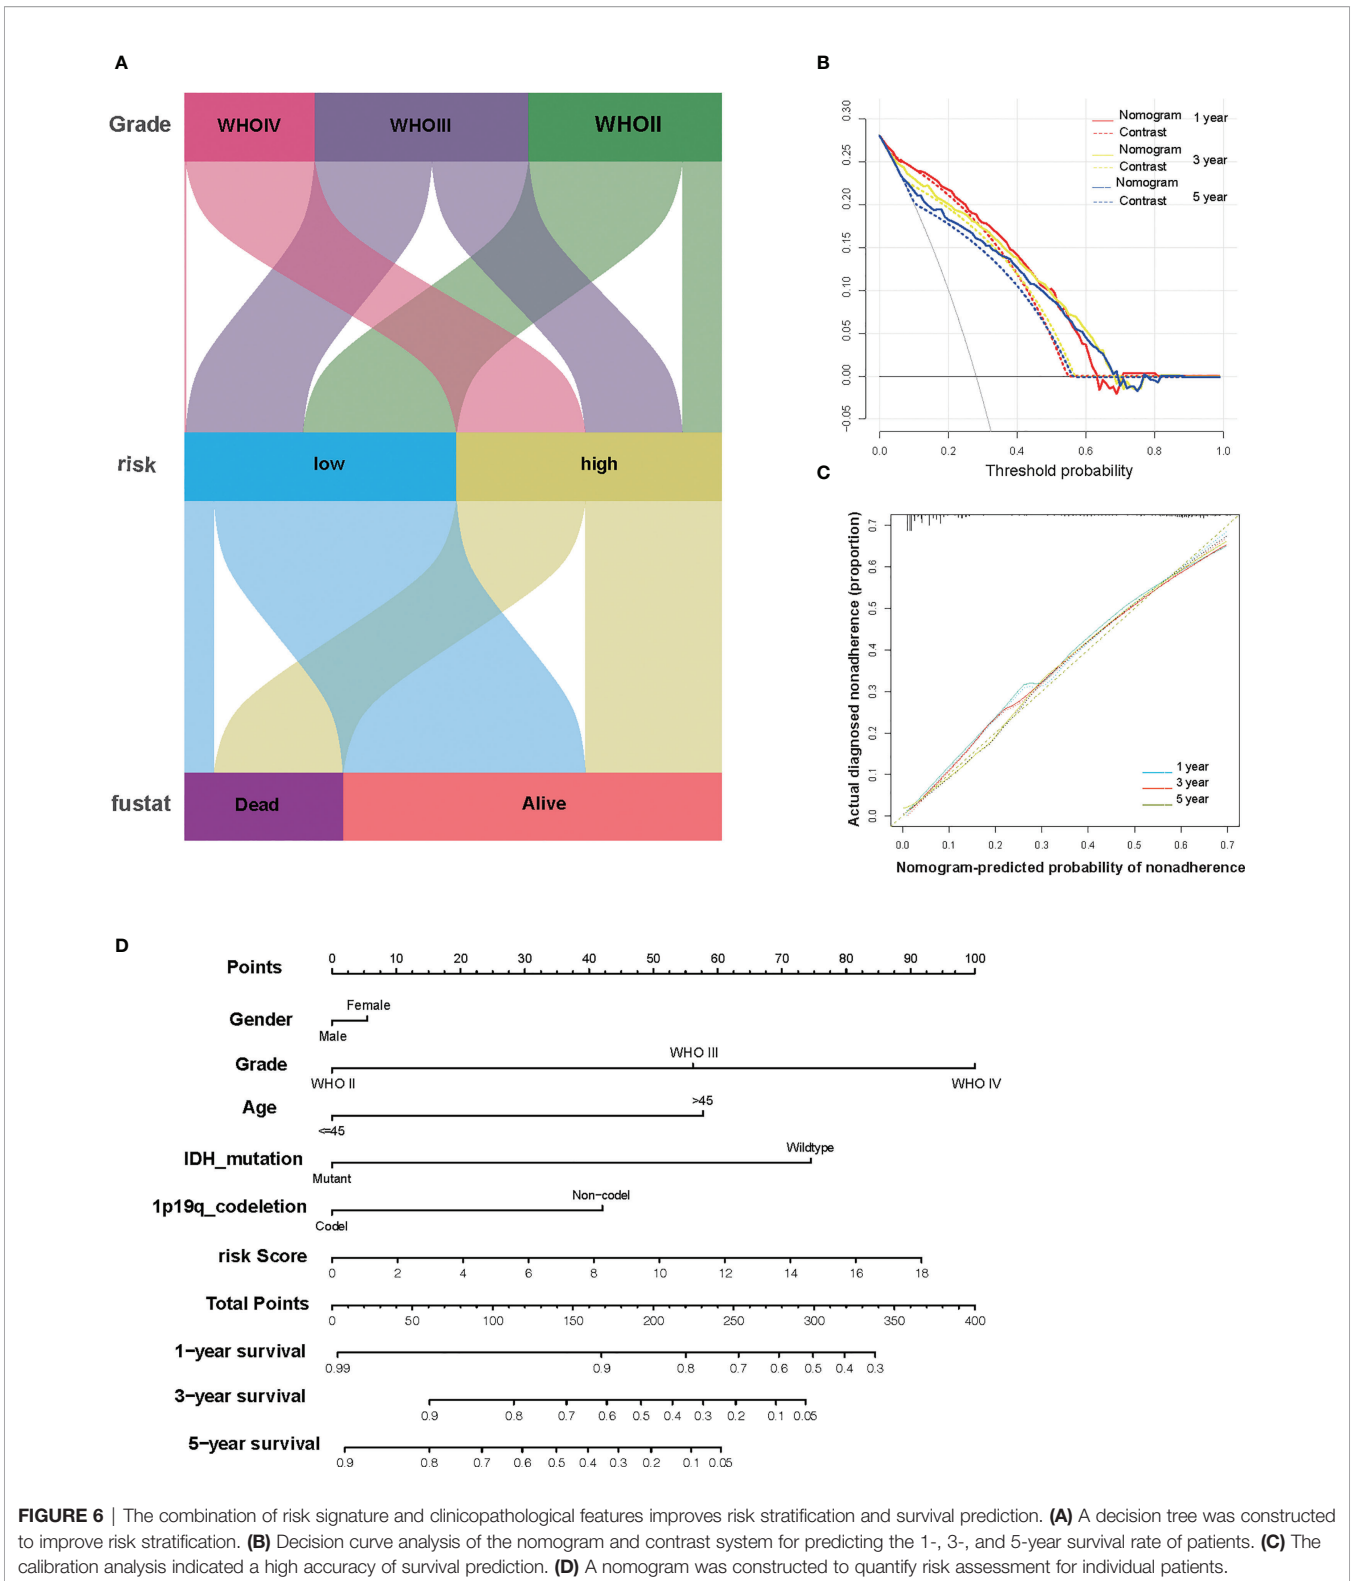 A
Grade
WHOIV
WHOIII
WHOII
risk
low
high
fustat
Dead
Alive
B
0.30
0.25
0.20
0.15
0.10
0.05
0.00
−0.05
Nomogram
1 year
Contrast
Nomogram
3 year
Contrast
Nomogram
5 year
Contrast
0.0 0.2 0.4 0.6 0.8 1.0
Threshold probability
C
Actual diagnosed nonadherence (proportion)
0.7
0.6
0.5
0.4
0.3
0.2
0.1
0.0
1 year
3 year
5 year
0.0 0.1 0.2 0.3 0.4 0.5 0.6 0.7
Nomogram-predicted probability of nonadherence
D
Points
0 10 20 30 40 50 60 70 80 90 100
Gender
Female
Male
Grade
WHO III
WHO II
WHO IV
Age
>45
<=45
IDH_mutation
Wildtype
Mutant
1p19q_codeletion
Non−codel
Codel
risk Score
0 2 4 6 8 10 12 14 16 18
Total Points
0 50 100 150 200 250 300 350 400
1−year survival
0.99 0.9 0.8 0.7 0.6 0.5 0.4 0.3
3−year survival
0.9 0.8 0.7 0.6 0.5 0.4 0.3 0.2 0.1 0.05
5−year survival
0.9 0.8 0.7 0.6 0.5 0.4 0.3 0.2 0.1 0.05
FIGURE 6 | The combination of risk signature and clinicopathological features improves risk stratification and survival prediction. (A) A decision tree was constructed
to improve risk stratification. (B) Decision curve analysis of the nomogram and contrast system for predicting the 1-, 3-, and 5-year survival rate of patients. (C) The
calibration analysis indicated a high accuracy of survival prediction. (D) A nomogram was constructed to quantify risk assessment for individual patients.